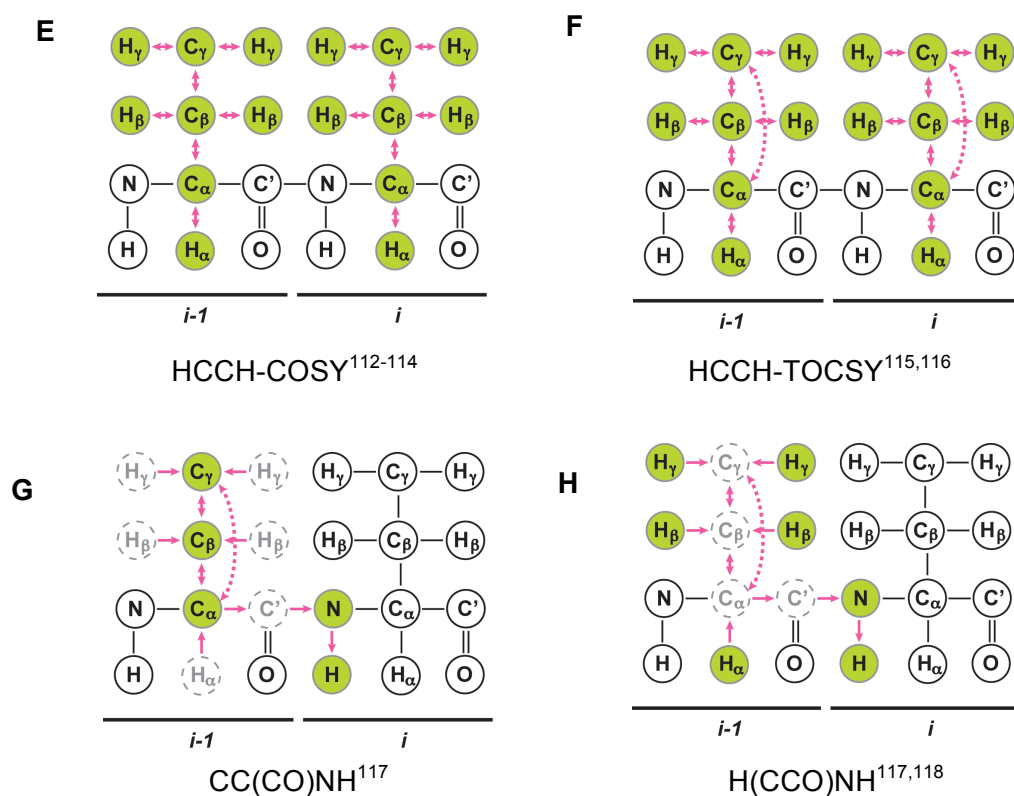 E
Hγ Cγ Hγ Hγ Cγ Hγ
Hβ Cβ Hβ Hβ Cβ Hβ
N Cα C' N Cα C'
H Hα O H Hα O
i-1 i
HCCH-COSY112-114
F
Hγ Cγ Hγ Hγ Cγ Hγ
Hβ Cβ Hβ Hβ Cβ Hβ
N Cα C' N Cα C'
H Hα O H Hα O
i-1 i
HCCH-TOCSY115,116
G
Hγ Cγ Hγ Hγ Cγ Hγ
Hβ Cβ Hβ Hβ Cβ Hβ
N Cα C' N Cα C'
H Hα O H Hα O
i-1 i
CC(CO)NH117
H
Hγ Cγ Hγ Hγ Cγ Hγ
Hβ Cβ Hβ Hβ Cβ Hβ
N Cα C' N Cα C'
H Hα O H Hα O
i-1 i
H(CCO)NH117,118